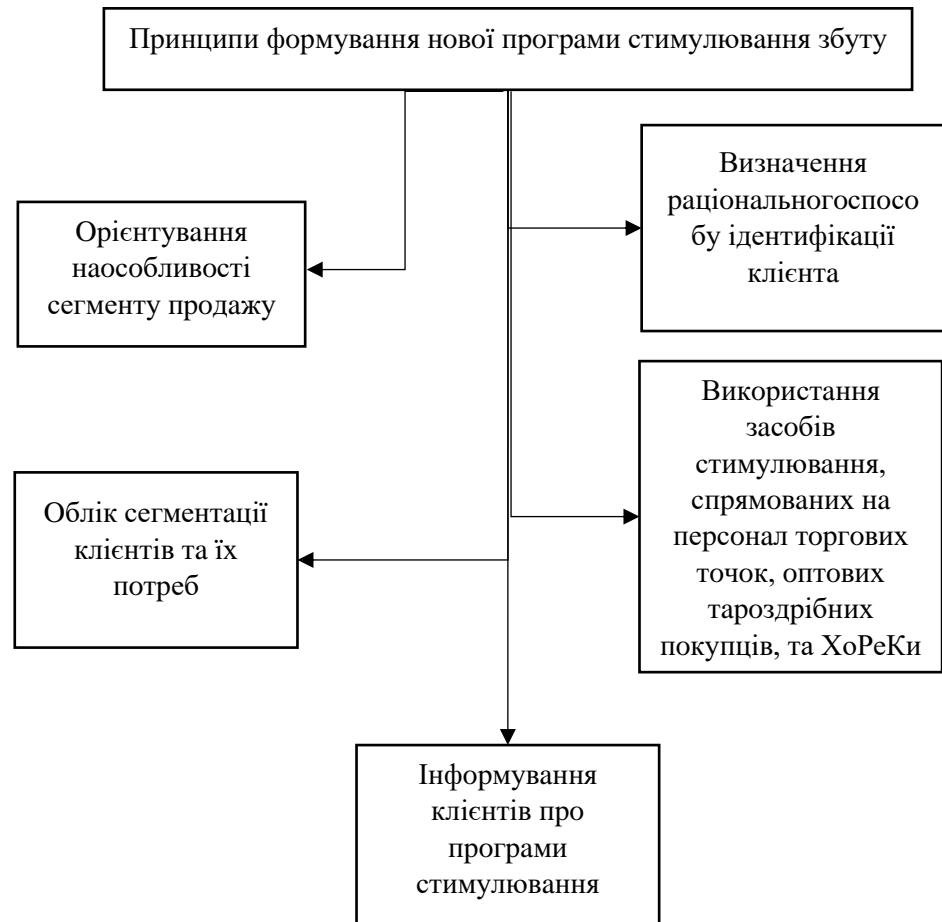 Принципи формування нової програми стимулювання збуту
Орієнтування
наособливості
сегменту продажу
Визначення
раціональногоспосо
бу ідентифікації
клієнта
Облік сегментації
клієнтів та їх
потреб
Використання
засобів
стимулювання,
спрямованих на
персонал торгових
точок, оптових
тароздрібних
покупців, та ХоРеКи
Інформування
клієнтів про
програми
стимулювання